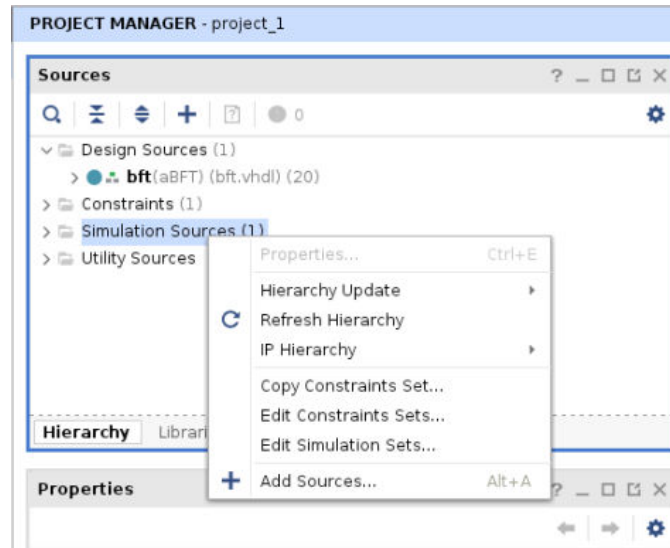 PROJECT MANAGER - project_1
Sources
? _
0
Design Sources (1)
bft(aBFT) (bft.vhdl) (20)
Constraints (1)
Simulation Sources (1)
Utility Sources
Properties... Ctrl+E
Hierarchy Update
Refresh Hierarchy
IP Hierarchy
Copy Constraints Set...
Edit Constraints Sets...
Edit Simulation Sets...
Add Sources... Alt+A
Hierarchy Librari
Properties
? _